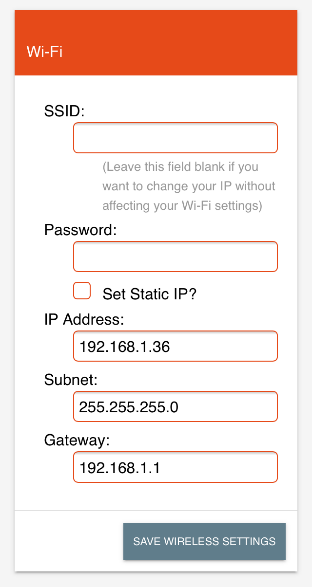 Wi-Fi
SSID:
(Leave this field blank if you
want to change your IP without
affecting your Wi-Fi settings)
Password:
Set Static IP?
IP Address:
192.168.1.36
Subnet:
255.255.255.0
Gateway:
192.168.1.1
SAVE WIRELESS SETTINGS